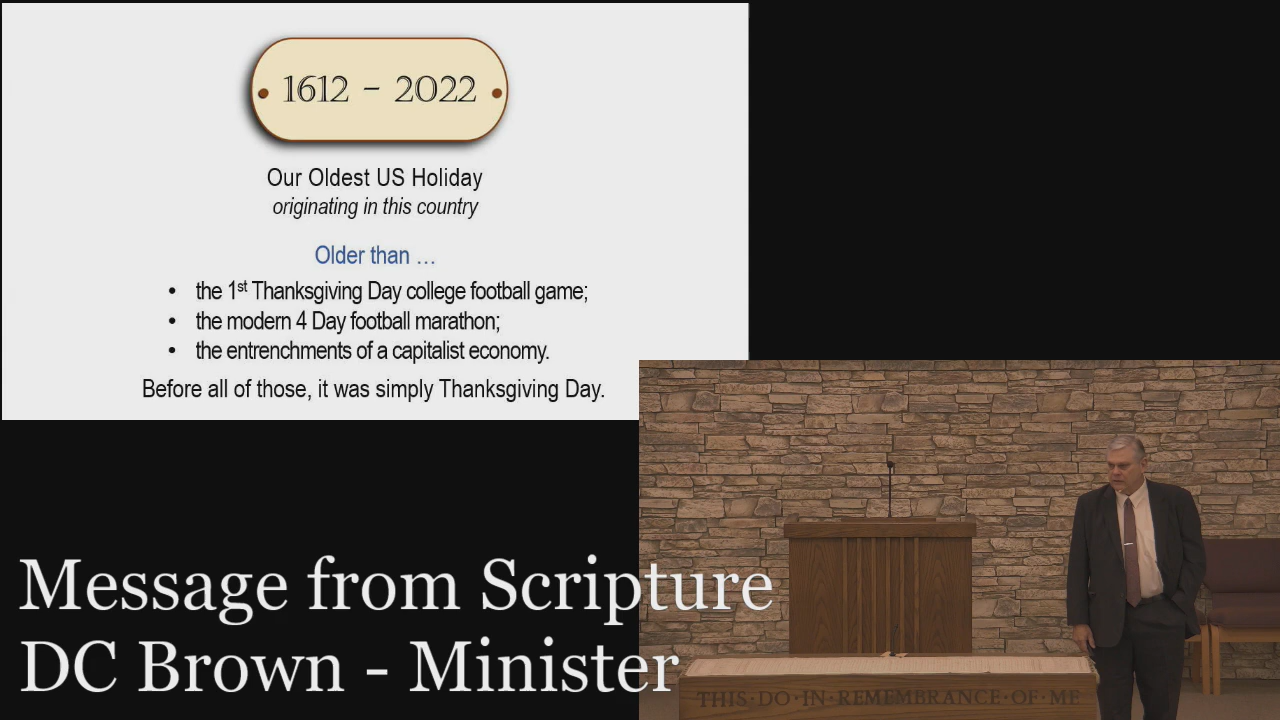 1612 - 2022
Our Oldest US Holiday
originating in this country
Older than …
• the 1st Thanksgiving Day college football game;
• the modern 4 Day football marathon;
• the entrenchments of a capitalist economy.
Before all of those, it was simply Thanksgiving Day.
Message from Scripture
DC Brown - Minister
THIS·DO·IN·REMEMBRANCE·OF·ME